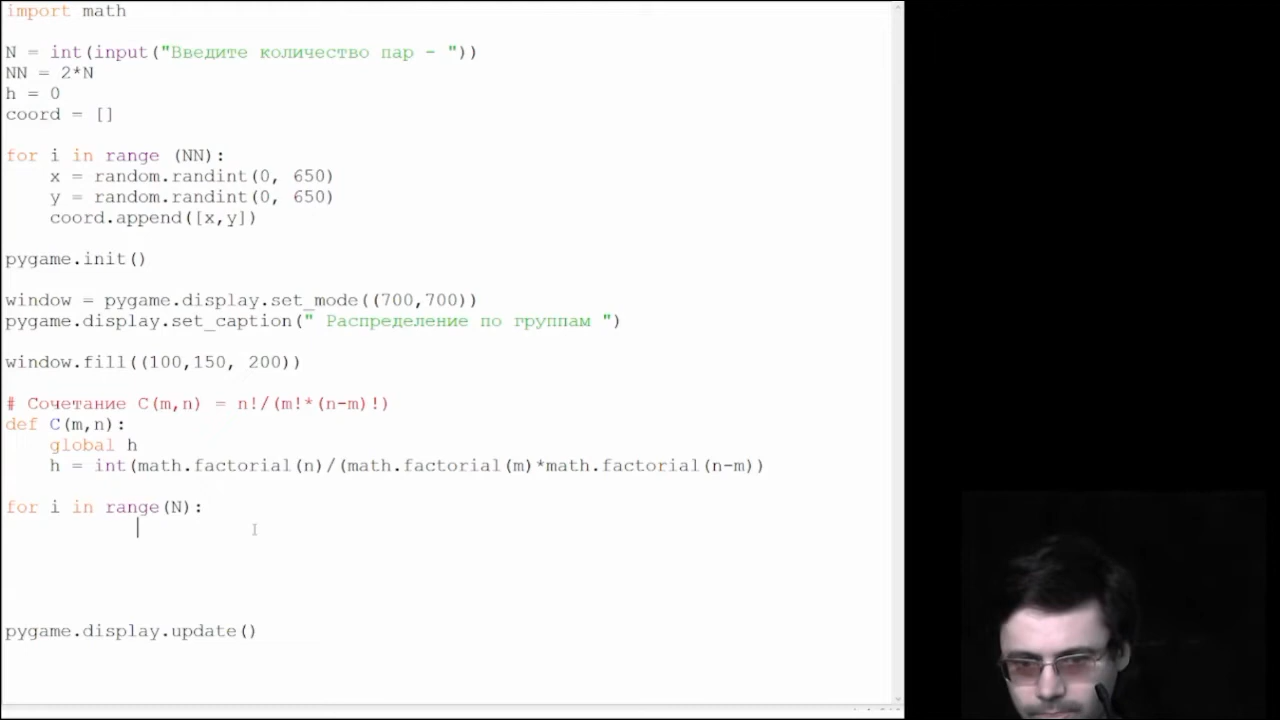 import math
N = int(input("Введите количество пар - "))
NN = 2*N
h = 0
coord = []
for i in range (NN):
    x = random.randint(0, 650)
    y = random.randint(0, 650)
    coord.append([x,y])
pygame.init()
window = pygame.display.set_mode((700,700))
pygame.display.set_caption(" Распределение по группам ")
window.fill((100,150, 200))
# Сочетание C(m,n) = n!/(m!*(n-m)!)
def C(m,n):
    global h
    h = int(math.factorial(n)/(math.factorial(m)*math.factorial(n-m))
for i in range(N):
pygame.display.update()